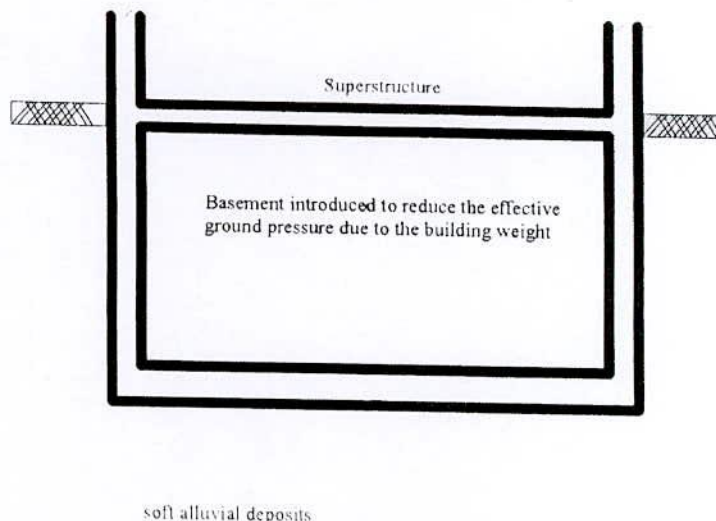 Superstructure
Basement introduced to reduce the effective
ground pressure due to the building weight
soft alluvial deposits